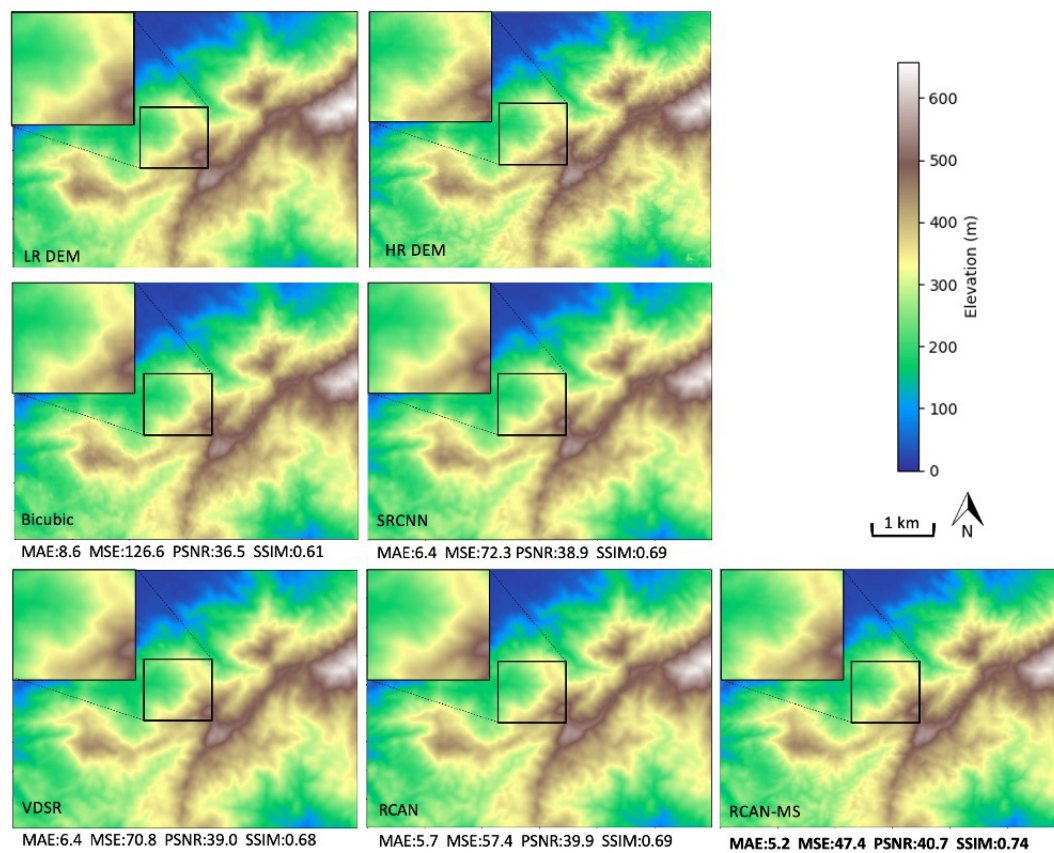 LR DEM
HR DEM
600
500
400
300
200
100
0
Elevation (m)
1 km
N
Bicubic
MAE:8.6 MSE:126.6 PSNR:36.5 SSIM:0.61
SRCNN
MAE:6.4 MSE:72.3 PSNR:38.9 SSIM:0.69
VDSR
MAE:6.4 MSE:70.8 PSNR:39.0 SSIM:0.68
RCAN
MAE:5.7 MSE:57.4 PSNR:39.9 SSIM:0.69
RCAN-MS
MAE:5.2 MSE:47.4 PSNR:40.7 SSIM:0.74